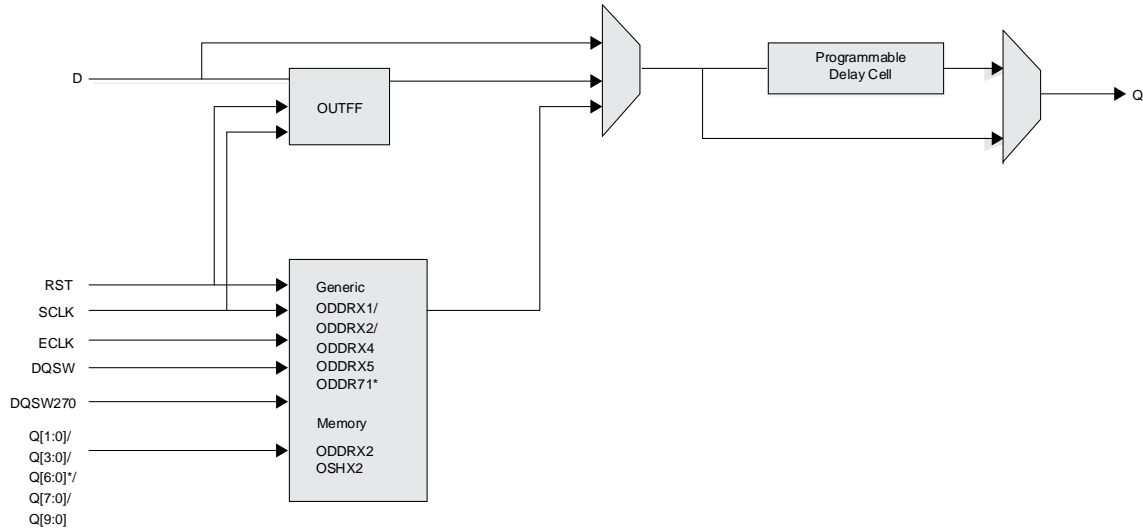 D
OUTFF
Programmable
Delay Cell
Q
RST
SCLK
ECLK
DQSW
DQSW270
Q[1:0]/
Q[3:0]/
Q[6:0]*/
Q[7:0]/
Q[9:0]
Generic
ODDRX1/
ODDRX2/
ODDRX4
ODDRX5
ODDR71*
Memory
ODDRX2
OSHX2